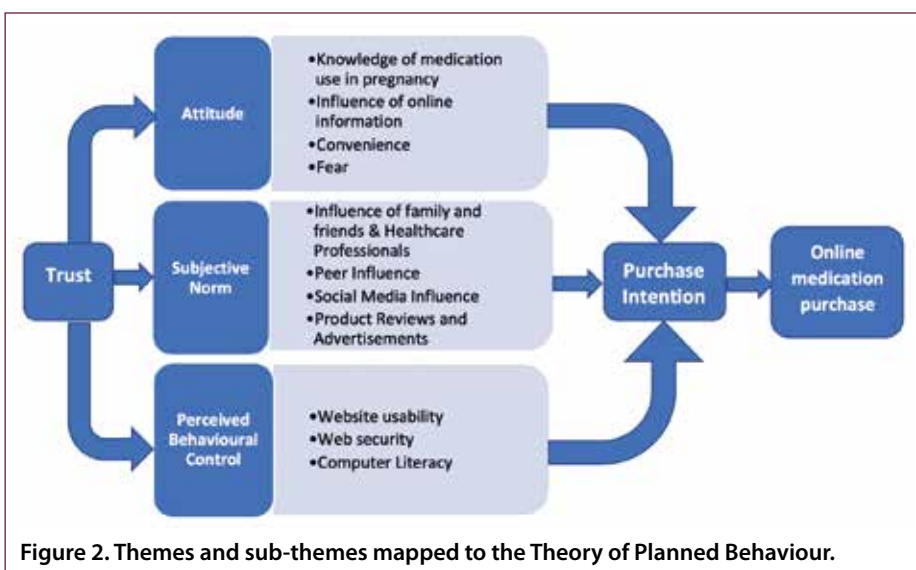 Trust
Attitude
•Knowledge of medication
use in pregnancy
•Influence of online
information
•Convenience
•Fear
Subjective
Norm
•Influence of family and
friends & Healthcare
Professionals
•Peer Influence
•Social Media Influence
•Product Reviews and
Advertisements
Perceived
Behavioural
Control
•Website usability
•Web security
•Computer Literacy
Purchase
Intention
Online
medication
purchase
Figure 2. Themes and sub-themes mapped to the Theory of Planned Behaviour.